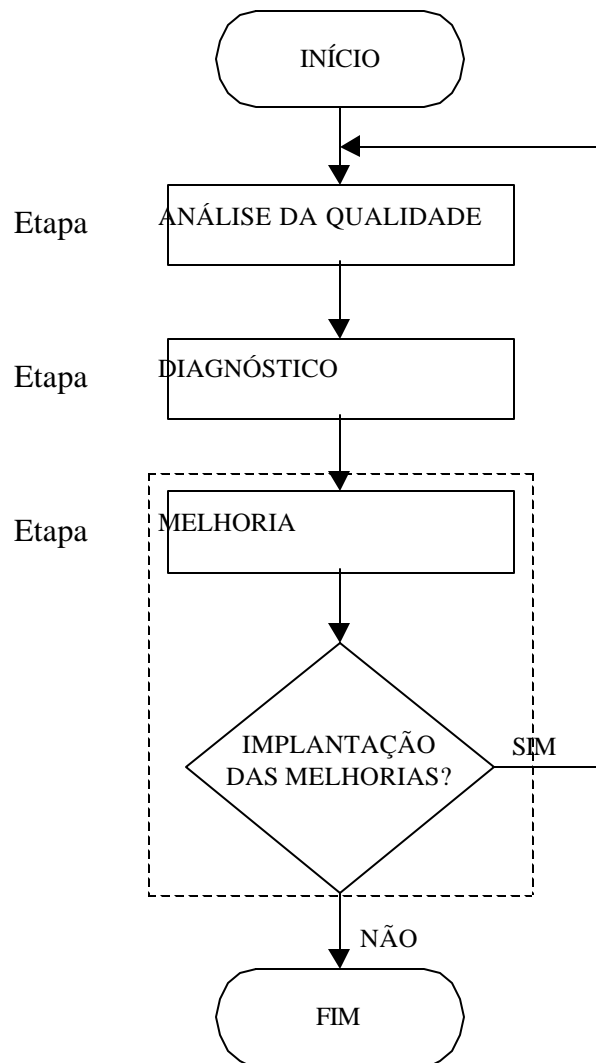 INÍCIO
Etapa
ANÁLISE DA QUALIDADE
Etapa
DIAGNÓSTICO
Etapa
MELHORIA
IMPLANTAÇÃO
DAS MELHORIAS?
SIM
NÃO
FIM